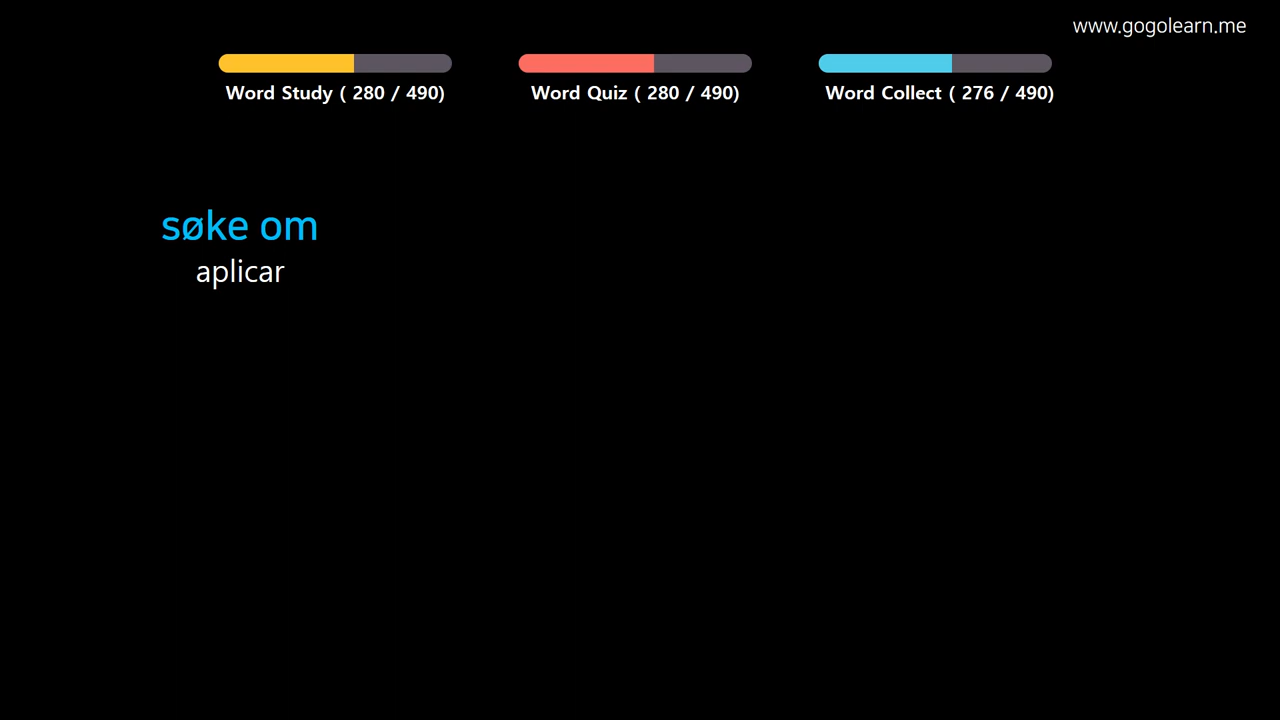 www.gogolearn.me
Word Study ( 280 / 490)
Word Quiz ( 280 / 490)
Word Collect ( 276 / 490)
søke om
aplicar